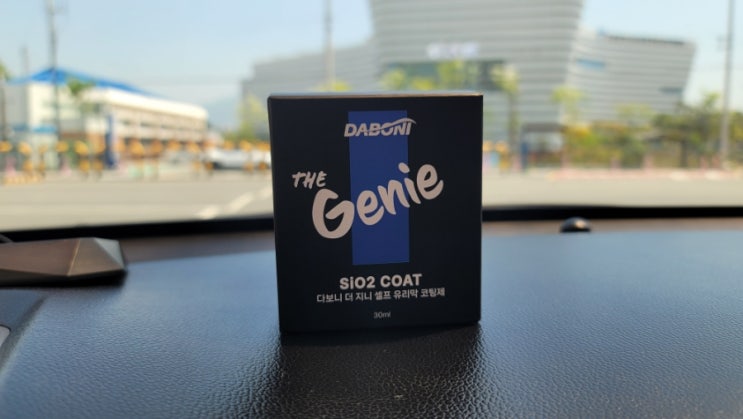 DABONI
THE
Genie
SiO2 COAT
다보니 더 지니 셀프 유리막 코팅제
30ml